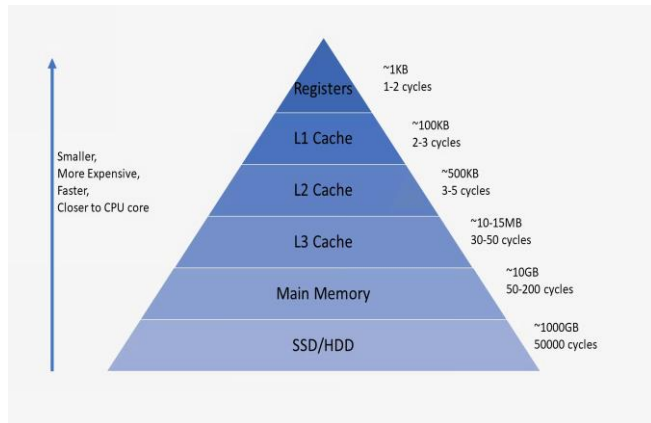 Registers
~1KB
1-2 cycles
L1 Cache
~100KB
2-3 cycles
Smaller,
More Expensive,
Faster,
Closer to CPU core
L2 Cache
~500KB
3-5 cycles
L3 Cache
~10-15MB
30-50 cycles
Main Memory
~10GB
50-200 cycles
SSD/HDD
~1000GB
50000 cycles